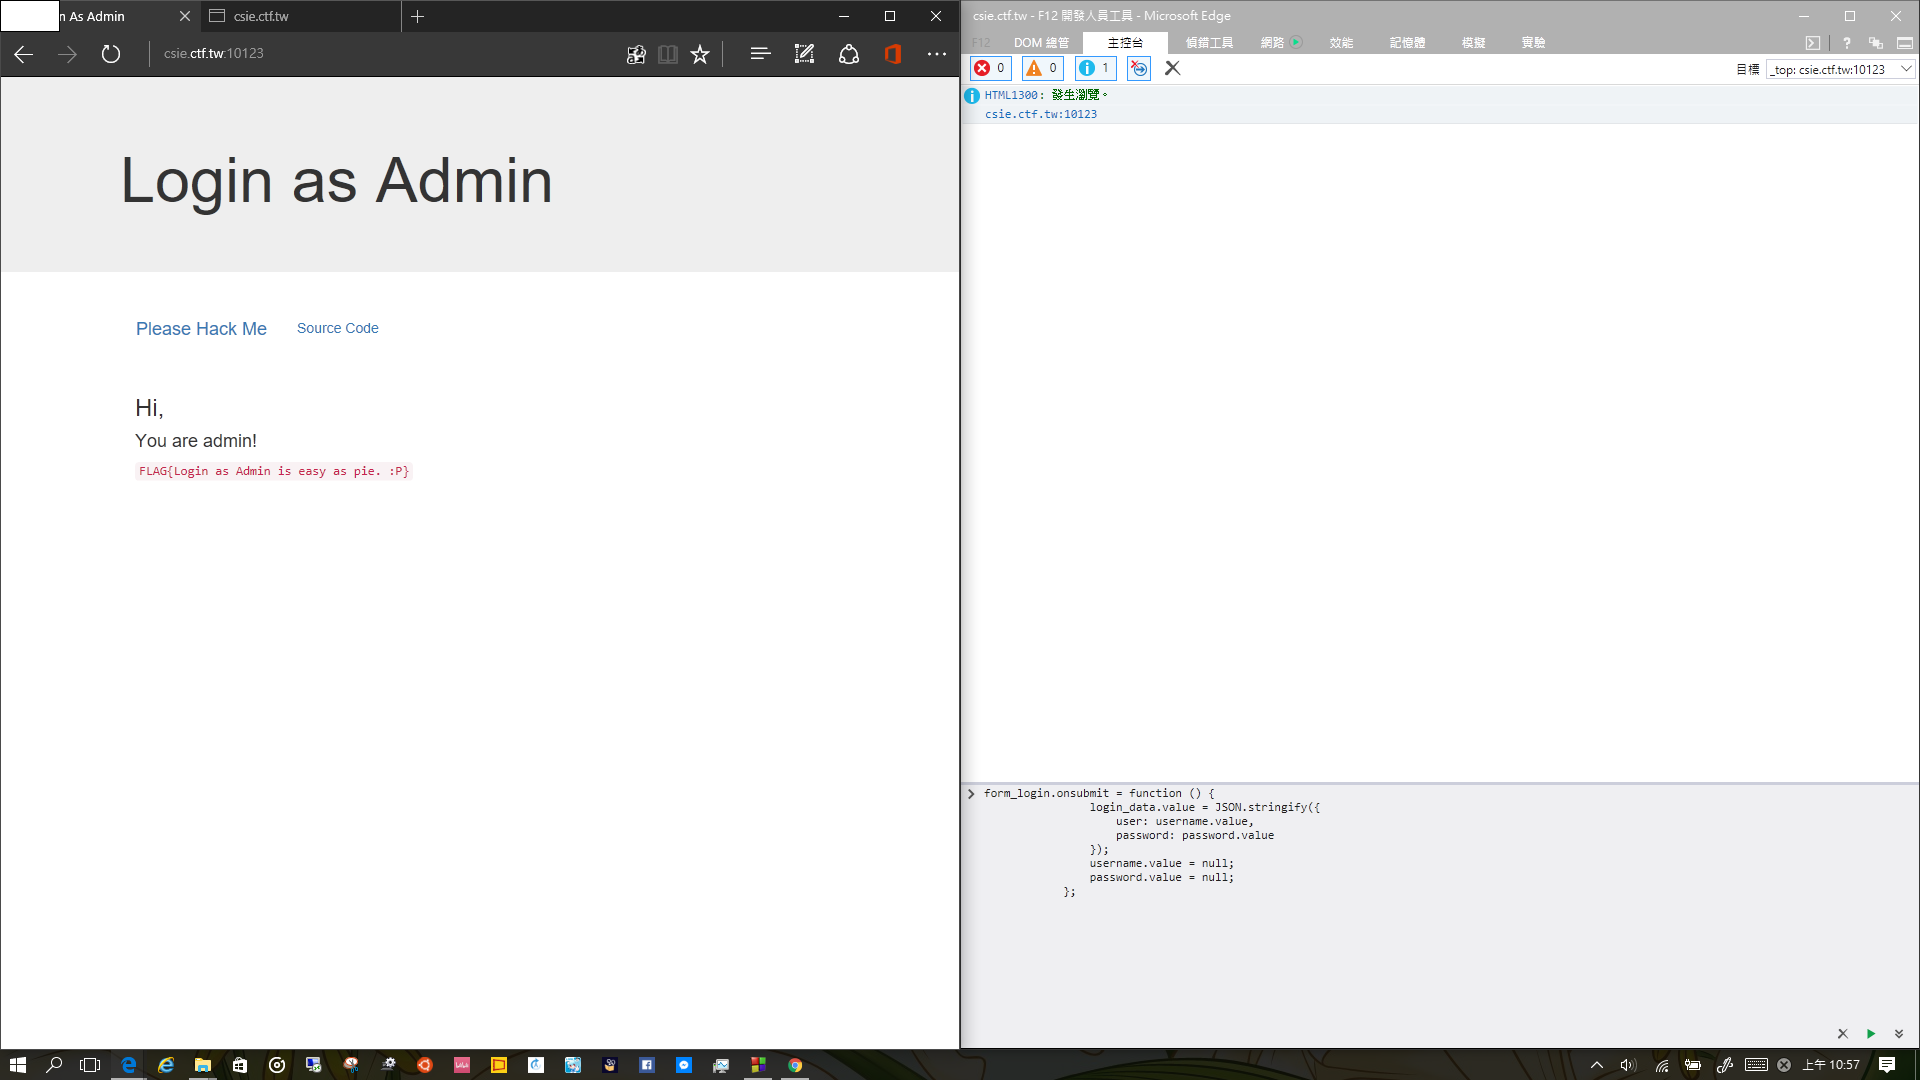 n As Admin
csie.ctf.tw
csie.ctf.tw:10123
Login as Admin
Please Hack Me
Source Code
Hi,
You are admin!
FLAG{Login as Admin is easy as pie. :P}
csie.ctf.tw - F12 開發人員工具 - Microsoft Edge
F12 DOM 總管 主控台 偵錯工具 網路 效能 記憶體 模擬 實驗
0 0 1
目標 _top: csie.ctf.tw:10123
HTML1300: 發生瀏覽。
csie.ctf.tw:10123
form_login.onsubmit = function () {
login_data.value = JSON.stringify({
user: username.value,
password: password.value
});
username.value = null;
password.value = null;
};
上午 10:57